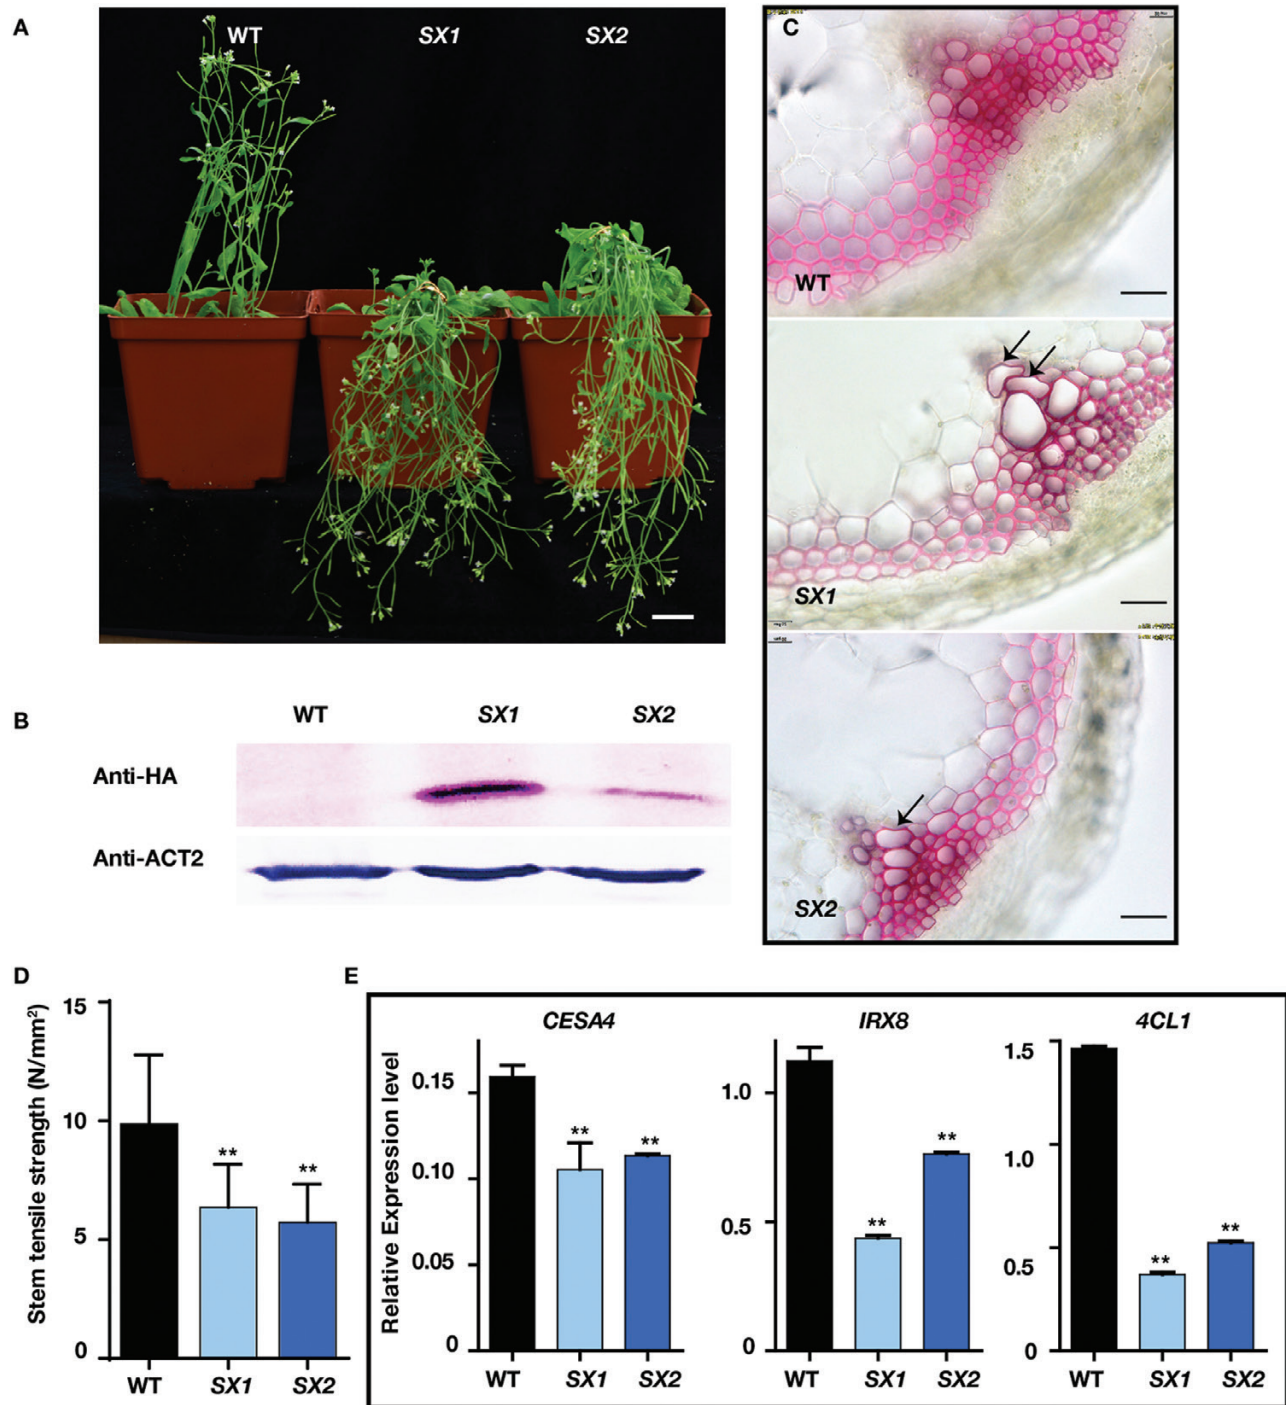 A
WT SX1 SX2
B
WT SX1 SX2
Anti-HA
Anti-ACT2
C
WT
SX1
SX2
D
Stem tensile strength (N/mm²)
15
10
5
0
** **
WT SX1 SX2
E
Relative Expression level
CESA4
0.15
0.10
0.05
0
** **
WT SX1 SX2
IRX8
1.0
0.5
0
** **
WT SX1 SX2
4CL1
1.5
1.0
0.5
0
** **
WT SX1 SX2